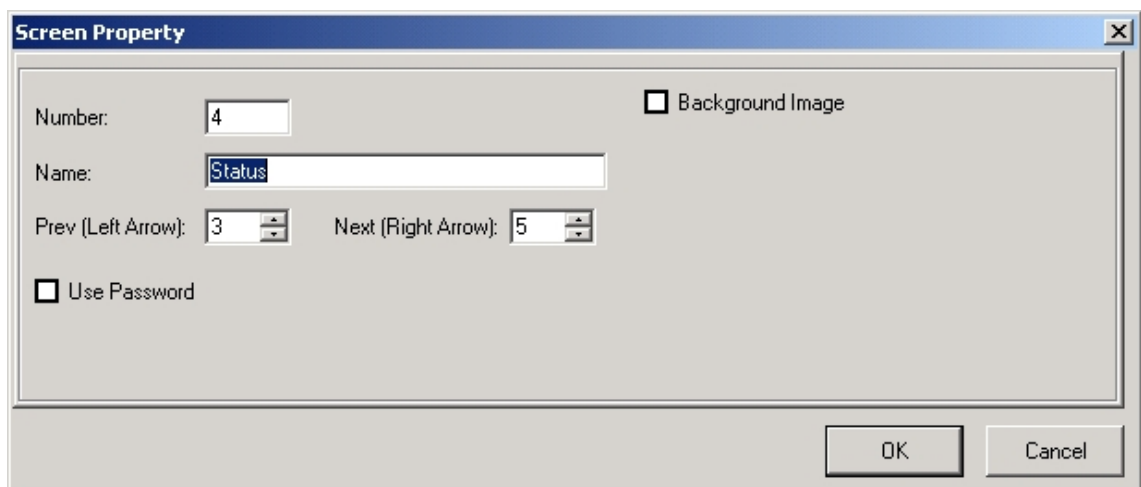 Screen Property
Number: 4
Background Image
Name: Status
Prev (Left Arrow): 3 Next (Right Arrow): 5
Use Password
OK Cancel